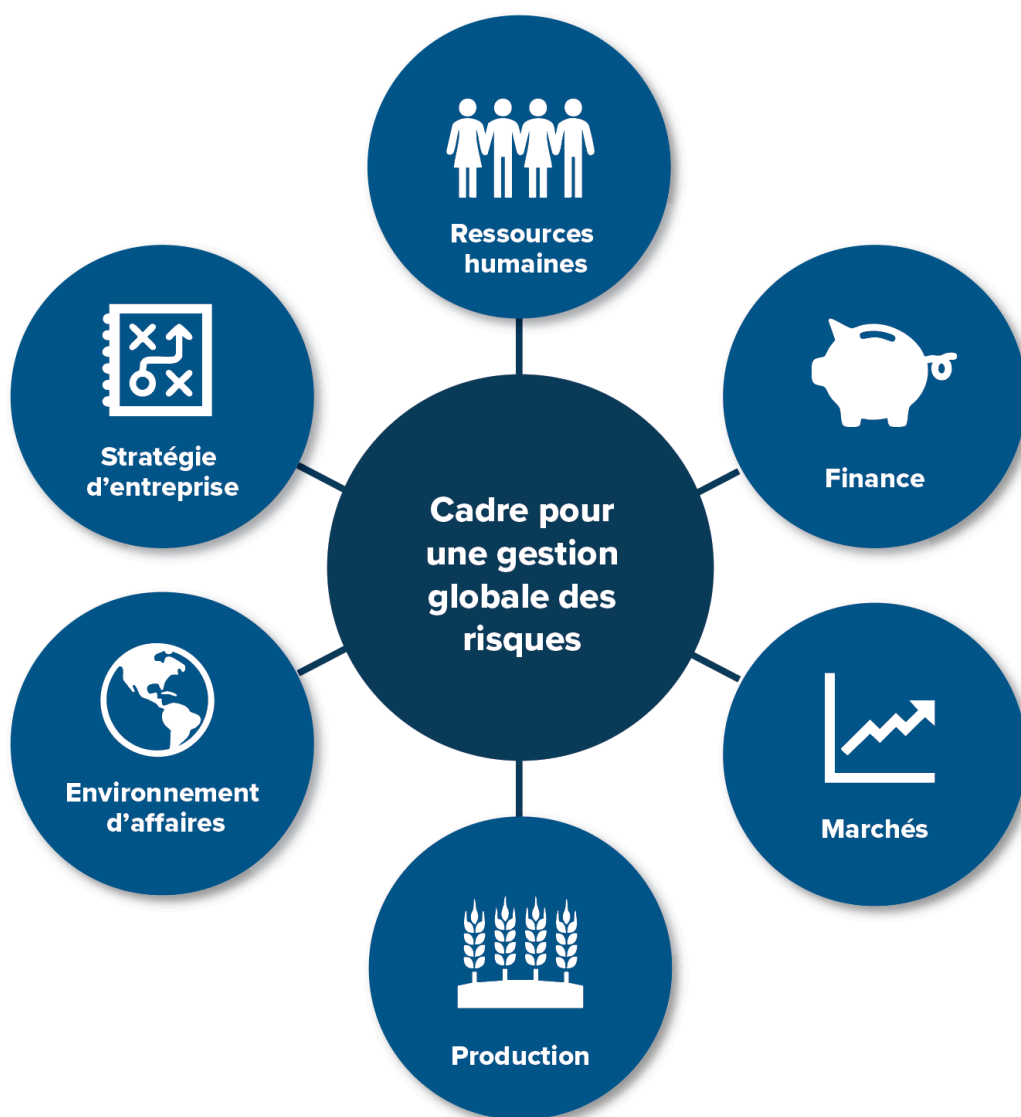 Ressources
humaines
Stratégie
d’entreprise
Finance
Cadre pour
une gestion
globale des
risques
Environnement
d’affaires
Marchés
Production